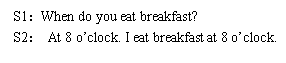 S1: When do you eat breakfast?
S2: At 8 o'clock. I eat breakfast at 8 o'clock.